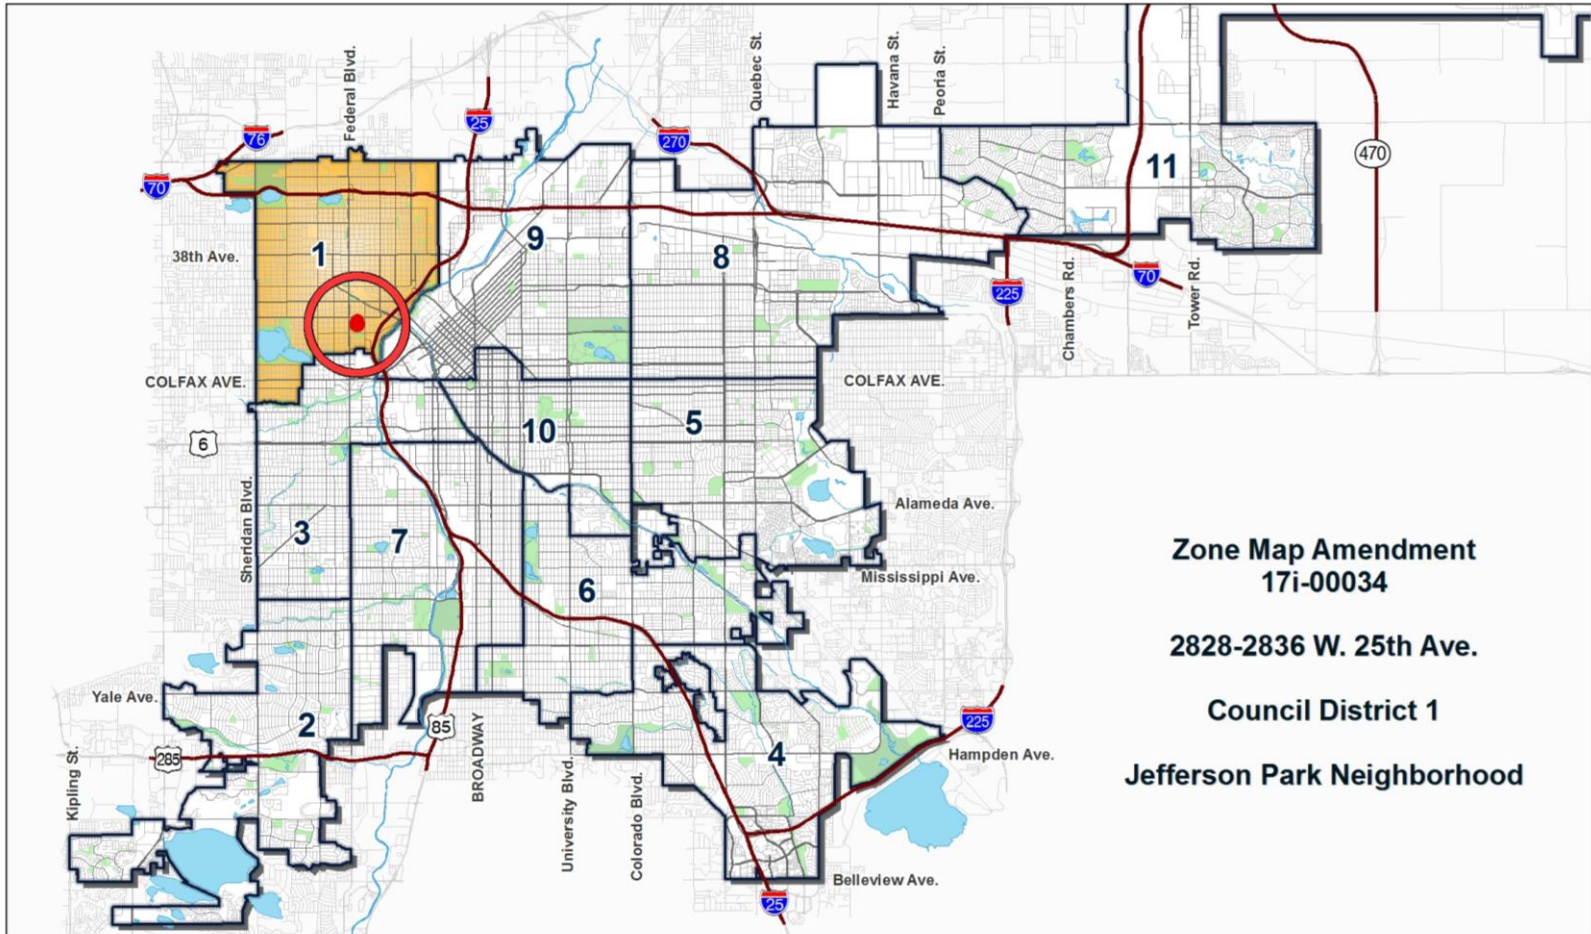 Federal Blvd.
Quebec St.
Havana St.
Peoria St.
76
25
270
70
11
470
38th Ave.
1
9
8
70
225
Chambers Rd.
Tower Rd.
COLFAX AVE.
COLFAX AVE.
6
10
5
Sheridan Blvd.
3
7
Alameda Ave.
6
Mississippi Ave.
Zone Map Amendment
17i-00034
2828-2836 W. 25th Ave.
Council District 1
Jefferson Park Neighborhood
Yale Ave.
2
85
BROADWAY
225
285
4
Hampden Ave.
Kipling St.
University Blvd.
Colorado Blvd.
Belleview Ave.
25